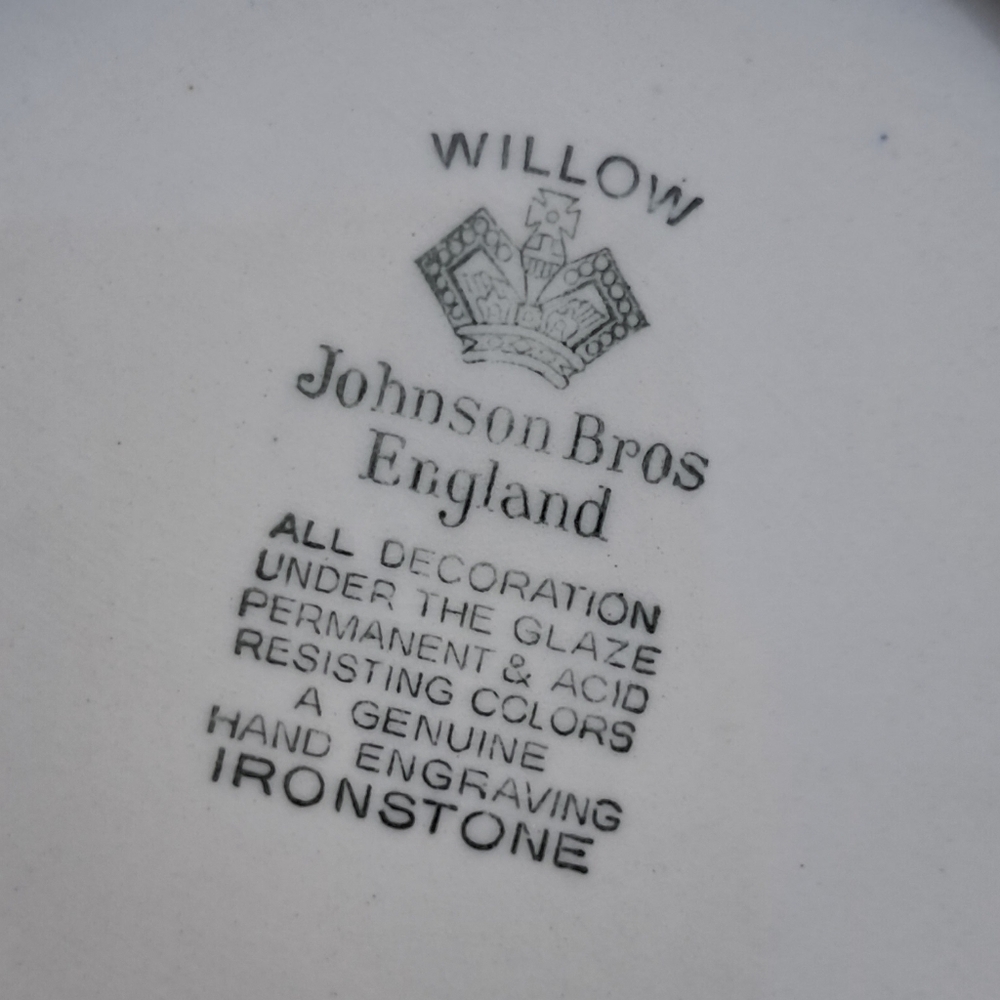 WILLOW
Johnson Bros
England
ALL DECORATION
UNDER THE GLAZE
PERMANENT & ACID
RESISTING COLORS
A GENUINE
HAND ENGRAVING
IRONSTONE